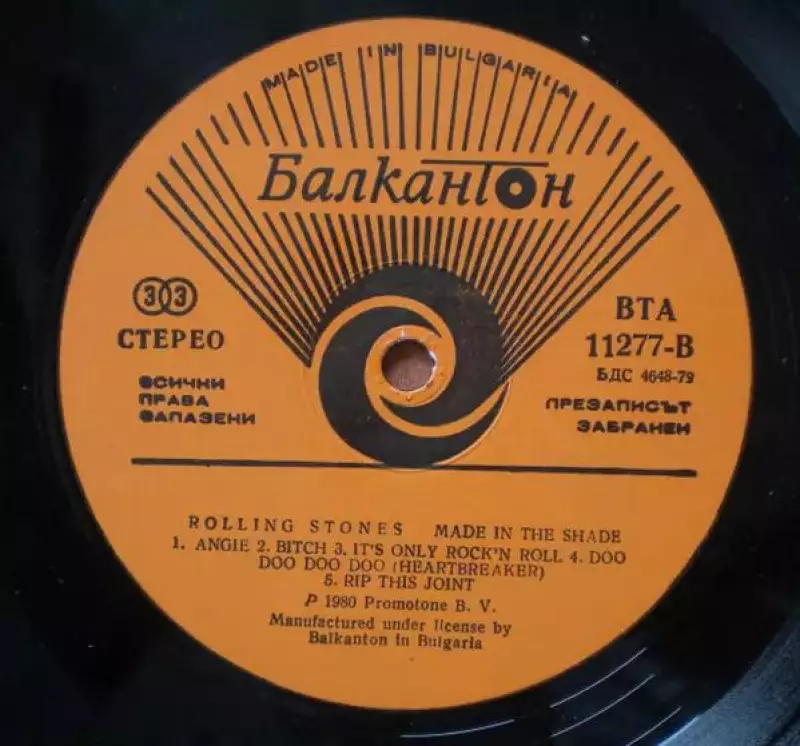 MADE IN BULGARIA
Балкантон
33
СТЕРЕО
ВСИЧКИ
ПРАВА
ЗАПАЗЕНИ
ВТА
11277-В
БДС 4648-79
ПРЕЗАПИСЪТ
ЗАБРАНЕН
ROLLING STONES MADE IN THE SHADE
1. ANGIE 2. BITCH 3. IT'S ONLY ROCK'N ROLL 4. DOO
DOO DOO DOO (HEARTBREAKER)
5. RIP THIS JOINT
P 1980 Promotone B. V.
Manufactured under license by
Balkanton in Bulgaria